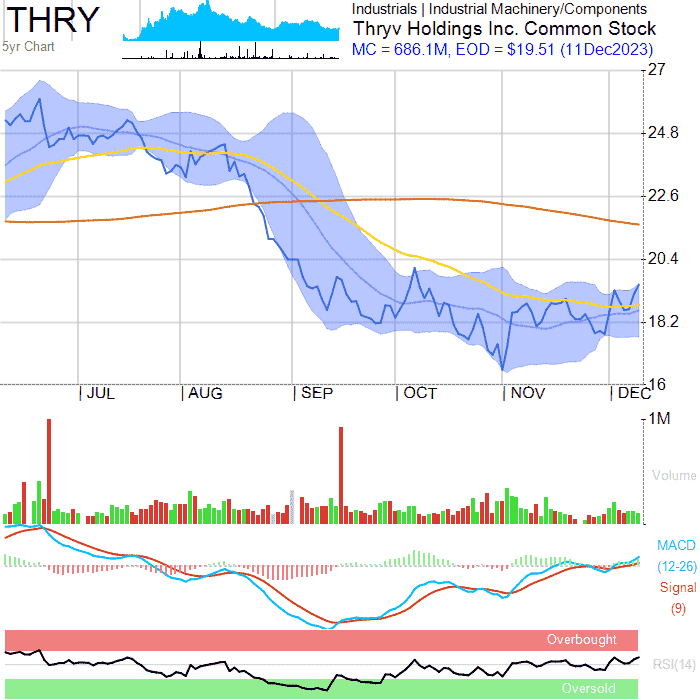 THRY
5yr Chart
Industrials | Industrial Machinery/Components
Thryv Holdings Inc. Common Stock
MC = 686.1M, EOD = $19.51 (11Dec2023)
27
24.8
22.6
20.4
18.2
16
JUL AUG SEP OCT NOV DEC
1M
Volume
MACD
(12-26)
Signal
(9)
Overbought
RSI(14)
Oversold